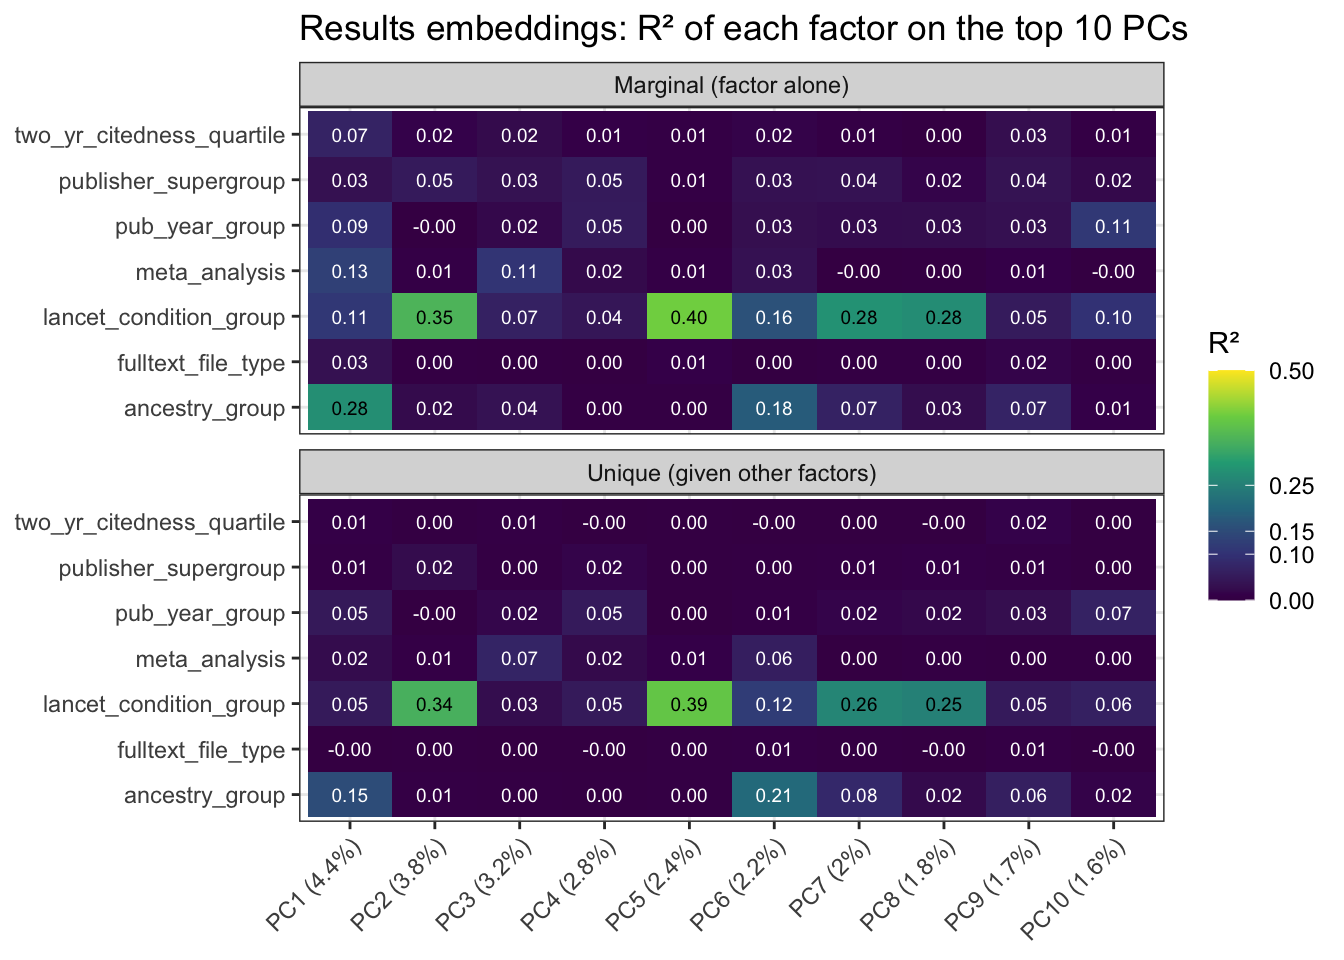 Results embeddings: R² of each factor on the top 10 PCs
Marginal (factor alone)
two_yr_citedness_quartile 0.07 0.02 0.02 0.01 0.01 0.02 0.01 0.00 0.03 0.01
publisher_supergroup 0.03 0.05 0.03 0.05 0.01 0.03 0.04 0.02 0.04 0.02
pub_year_group 0.09 -0.00 0.02 0.05 0.00 0.03 0.03 0.03 0.03 0.11
meta_analysis 0.13 0.01 0.11 0.02 0.01 0.03 -0.00 0.00 0.01 -0.00
lancet_condition_group 0.11 0.35 0.07 0.04 0.40 0.16 0.28 0.28 0.05 0.10
fulltext_file_type 0.03 0.00 0.00 0.00 0.01 0.00 0.00 0.00 0.02 0.00
ancestry_group 0.28 0.02 0.04 0.00 0.00 0.18 0.07 0.03 0.07 0.01
Unique (given other factors)
two_yr_citedness_quartile 0.01 0.00 0.01 -0.00 0.00 -0.00 0.00 -0.00 0.02 0.00
publisher_supergroup 0.01 0.02 0.00 0.02 0.00 0.00 0.01 0.01 0.01 0.00
pub_year_group 0.05 -0.00 0.02 0.05 0.00 0.01 0.02 0.02 0.03 0.07
meta_analysis 0.02 0.01 0.07 0.02 0.01 0.06 0.00 0.00 0.00 0.00
lancet_condition_group 0.05 0.34 0.03 0.05 0.39 0.12 0.26 0.25 0.05 0.06
fulltext_file_type -0.00 0.00 0.00 -0.00 0.00 0.01 0.00 -0.00 0.01 -0.00
ancestry_group 0.15 0.01 0.00 0.00 0.00 0.21 0.08 0.02 0.06 0.02
PC1 (4.4%) PC2 (3.8%) PC3 (3.2%) PC4 (2.8%) PC5 (2.4%) PC6 (2.2%) PC7 (2%) PC8 (1.8%) PC9 (1.7%) PC10 (1.6%)
R²
0.50
0.25
0.15
0.10
0.00